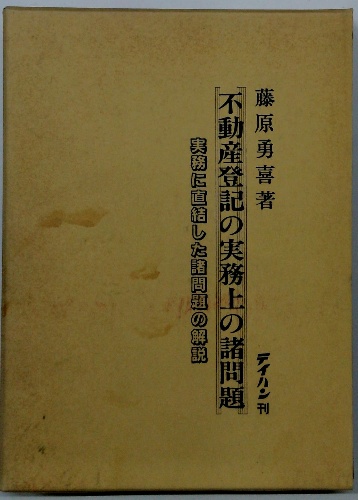 藤原勇喜著
不動産登記の実務上の諸問題
実務に直結した諸問題の解説
テイハン刊